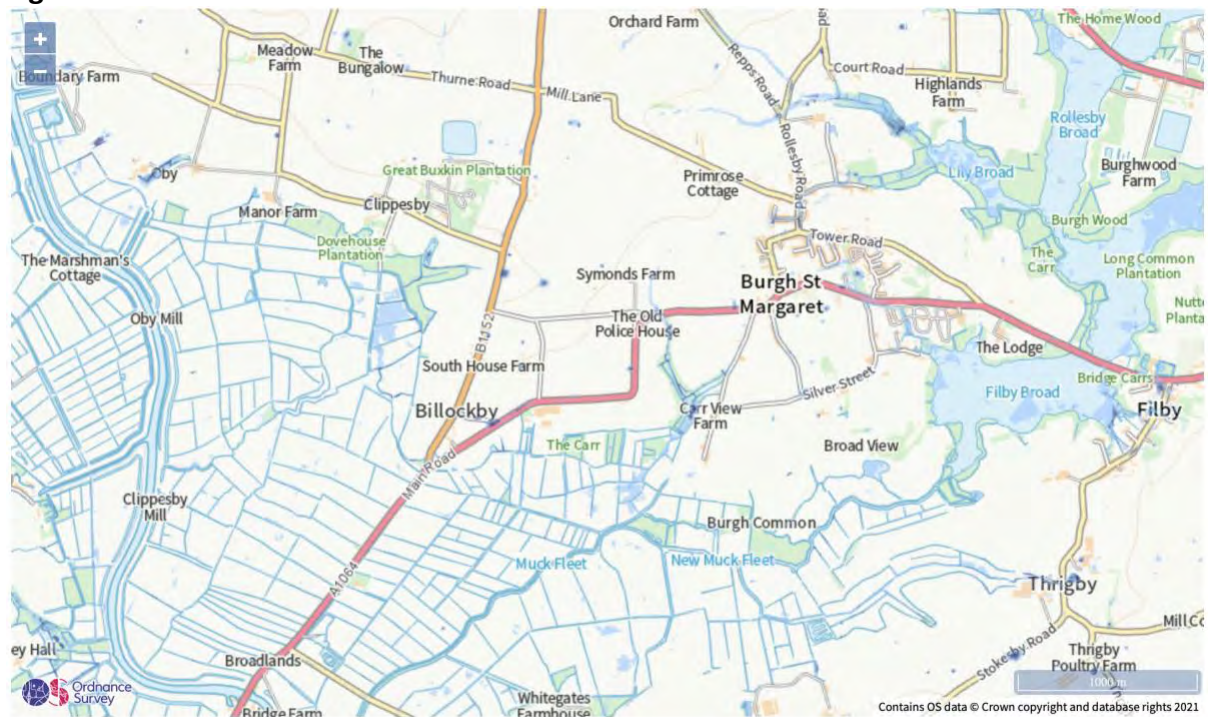 Orchard Farm
The Home Wood
Meadow
Farm
The
Bungalow
Boundary Farm
Thurne Road
Mill Lane
Repps Road
Court Road
Highlands
Farm
Rollesby
Broad
Rollesby Road
Oby
Great Buxkin Plantation
Primrose
Cottage
Lily Broad
Burghwood
Farm
Manor Farm
Clippesby
Burgh Wood
Tower Road
Dovehouse
Plantation
The
Carr
Long Common
Plantation
The Marshman's
Cottage
Symonds Farm
Burgh St
Margaret
Oby Mill
The Old
Police House
B1152
The Lodge
South House Farm
Bridge Carrs
Silver Street
Filby Broad
Billockby
Carr View
Farm
Filby
The Carr
Broad View
Main Road
Clippesby
Mill
Burgh Common
Muck Fleet
New Muck Fleet
A1064
Thrigby
ey Hall
Broadlands
Stokesby Road
Thrigby
Poultry Farm
1000 m
Ordnance
Survey
Bridge Farm
Whitegates
Farmhouse
Contains OS data © Crown copyright and database rights 2021